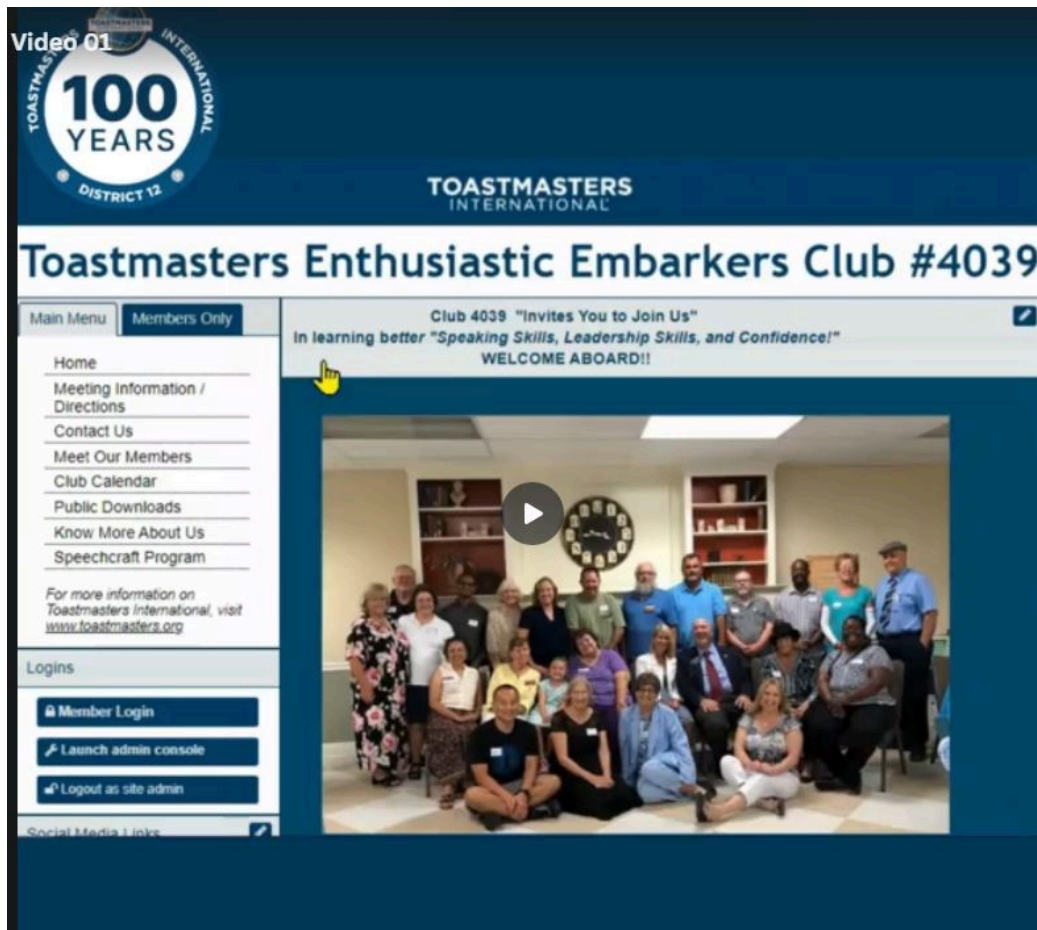 Video 01
TOASTMASTERS INTERNATIONAL
100
YEARS
DISTRICT 12
TOASTMASTERS
INTERNATIONAL
Toastmasters Enthusiastic Embarkers Club #4039
Main Menu
Members Only
Home
Meeting Information /
Directions
Contact Us
Meet Our Members
Club Calendar
Public Downloads
Know More About Us
Speechcraft Program
For more information on
Toastmasters International, visit
www.toastmasters.org
Logins
Member Login
Launch admin console
Logout as site admin
Social Media Links
Club 4039 "Invites You to Join Us"
In learning better "Speaking Skills, Leadership Skills, and Confidence!"
WELCOME ABOARD!!